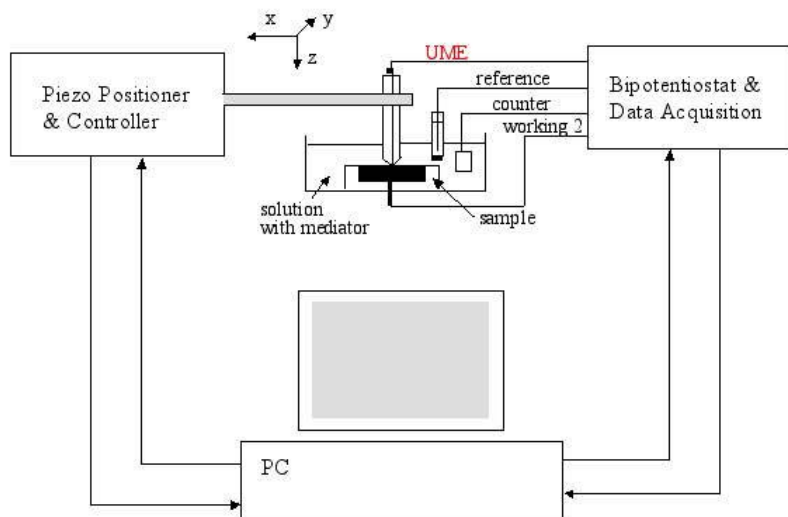 x
y
z
UME
Piezo Positioner
& Controller
reference
counter
working 2
Bipotentiostat &
Data Acquisition
solution
with mediator
sample
PC